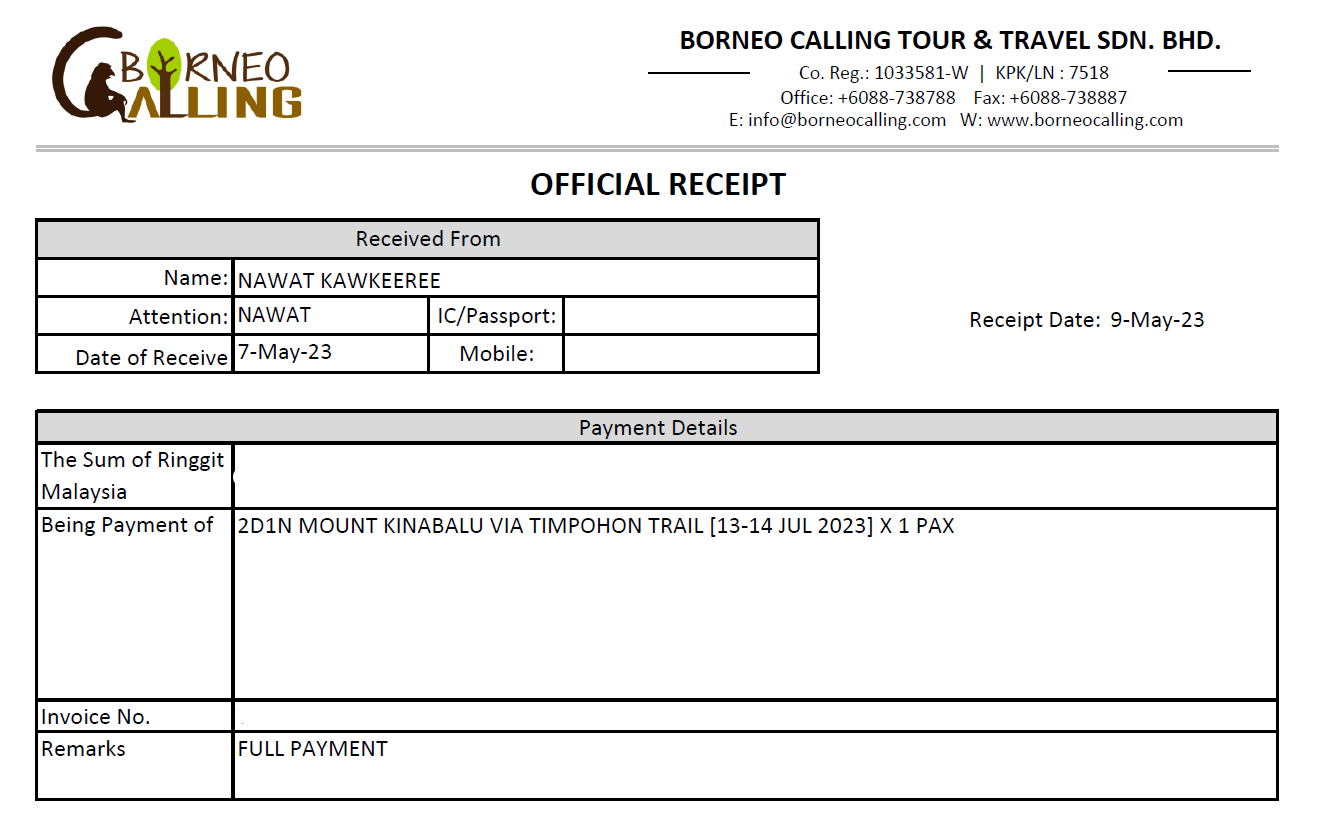 BORNEO
CALLING
BORNEO CALLING TOUR & TRAVEL SDN. BHD.
Co. Reg.: 1033581-W | KPK/LN : 7518
Office: +6088-738788 Fax: +6088-738887
E: info@borneocalling.com W: www.borneocalling.com
OFFICIAL RECEIPT
Received From
Name: NAWAT KAWKEEREE
Attention: NAWAT IC/Passport:
Receipt Date: 9-May-23
Date of Receive 7-May-23 Mobile:
Payment Details
The Sum of Ringgit
Malaysia
Being Payment of 2D1N MOUNT KINABALU VIA TIMPOHON TRAIL [13-14 JUL 2023] X 1 PAX
Invoice No.
Remarks FULL PAYMENT